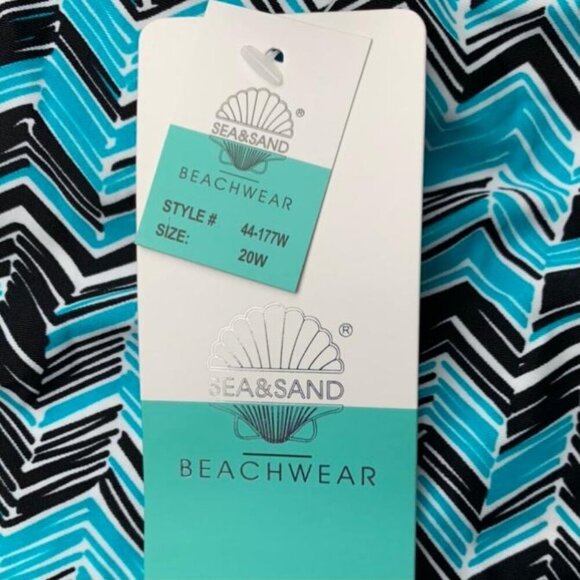 SEA&SAND ®
BEACHWEAR
STYLE # 44-177W
SIZE: 20W
SEA&SAND ®
BEACHWEAR